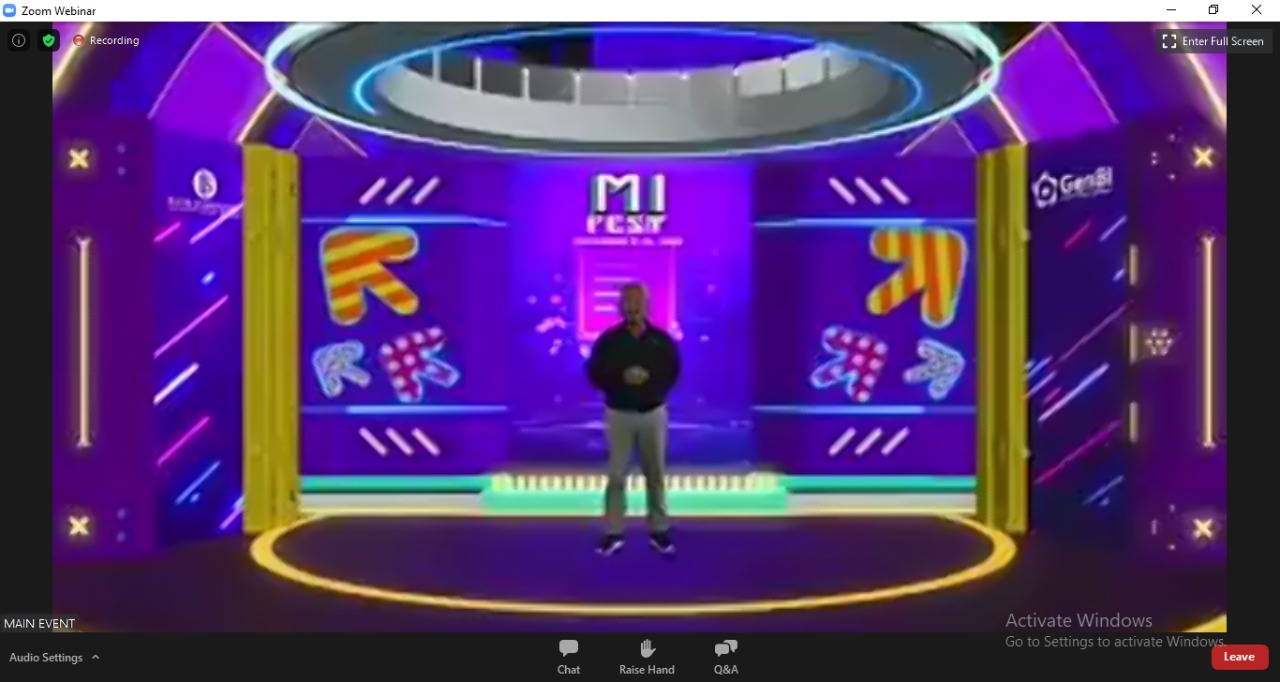 Zoom Webinar
Recording
Enter Full Screen
MI
FEST
GenBI
MAIN EVENT
Activate Windows
Go to Settings to activate Windows.
Audio Settings
Chat
Raise Hand
Q&A
Leave